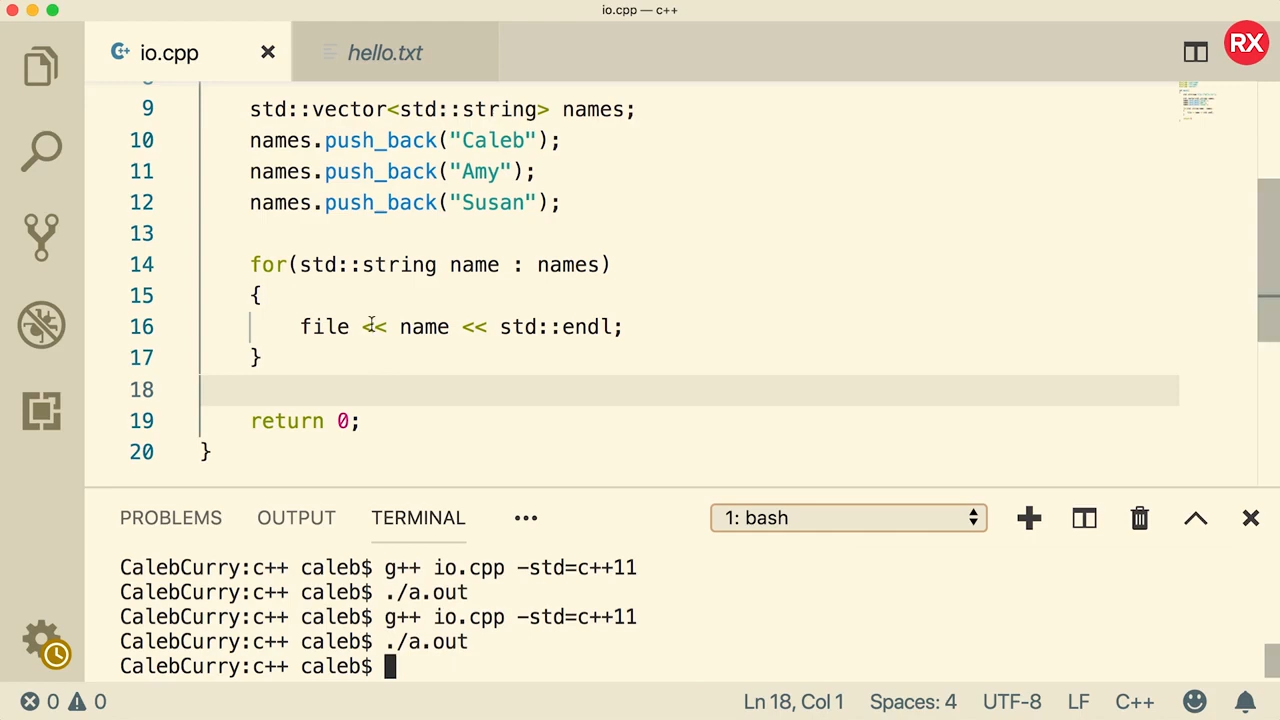 io.cpp — c++
io.cpp
hello.txt
RX
9 std::vector<std::string> names;
10 names.push_back("Caleb");
11 names.push_back("Amy");
12 names.push_back("Susan");
13
14 for(std::string name : names)
15 {
16 file << name << std::endl;
17 }
18
19 return 0;
20 }
PROBLEMS OUTPUT TERMINAL ••• 1: bash
CalebCurry:c++ caleb$ g++ io.cpp -std=c++11
CalebCurry:c++ caleb$ ./a.out
CalebCurry:c++ caleb$ g++ io.cpp -std=c++11
CalebCurry:c++ caleb$ ./a.out
CalebCurry:c++ caleb$
0 0 Ln 18, Col 1 Spaces: 4 UTF-8 LF C++